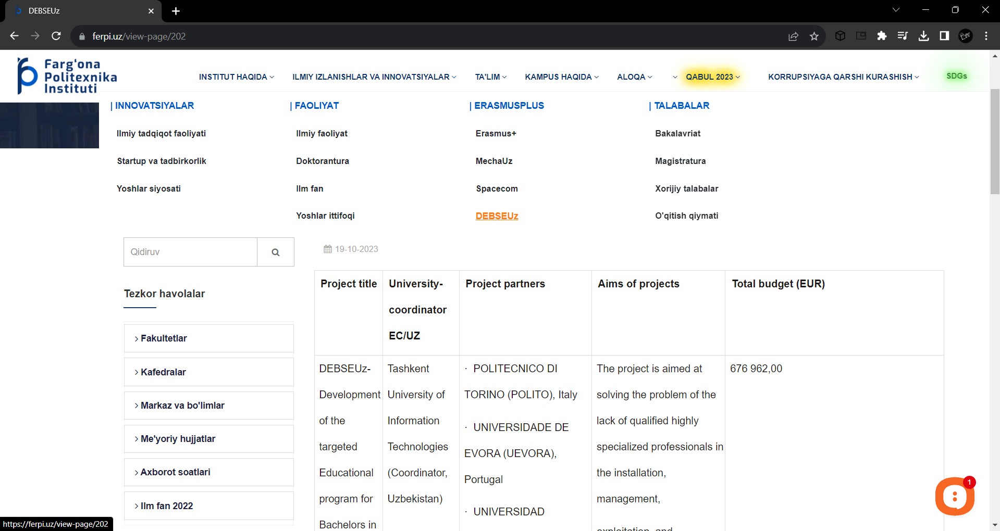 DEBSEUz
ferpi.uz/view-page/202
Farg'ona
Politexnika
Instituti
INSTITUT HAQIDA
ILMIY IZLANISHLAR VA INNOVATSIYALAR
TA'LIM
KAMPUS HAQIDA
ALOQA
QABUL 2023
KORRUPSIYAGA QARSHI KURASHISH
SDGs
| INNOVATSIYALAR
Ilmiy tadqiqot faoliyati
Startup va tadbirkorlik
Yoshlar siyosati
| FAOLIYAT
Ilmiy faoliyat
Doktorantura
Ilm fan
Yoshlar ittifoqi
| ERASMUSPLUS
Erasmus+
MechaUz
Spacecom
DEBSEUz
| TALABALAR
Bakalavriat
Magistratura
Xorijiy talabalar
O'qitish qiymati
Qidiruv
Tezkor havolalar
Fakultetlar
Kafedralar
Markaz va bo'limlar
Me'yoriy hujjatlar
Axborot soatlari
Ilm fan 2022
19-10-2023
Project title
University-
coordinator
EC/UZ
Project partners
Aims of projects
Total budget (EUR)
DEBSEUz-
Development
of the
targeted
Educational
program for
Bachelors in
Tashkent
University of
Information
Technologies
(Coordinator,
Uzbekistan)
· POLITECNICO DI
TORINO (POLITO), Italy
· UNIVERSIDADE DE
EVORA (UEVORA),
Portugal
· UNIVERSIDAD
The project is aimed at
solving the problem of the
lack of qualified highly
specialized professionals in
the installation,
management,
exploitation, and
676 962,00
1
https://ferpi.uz/view-page/202